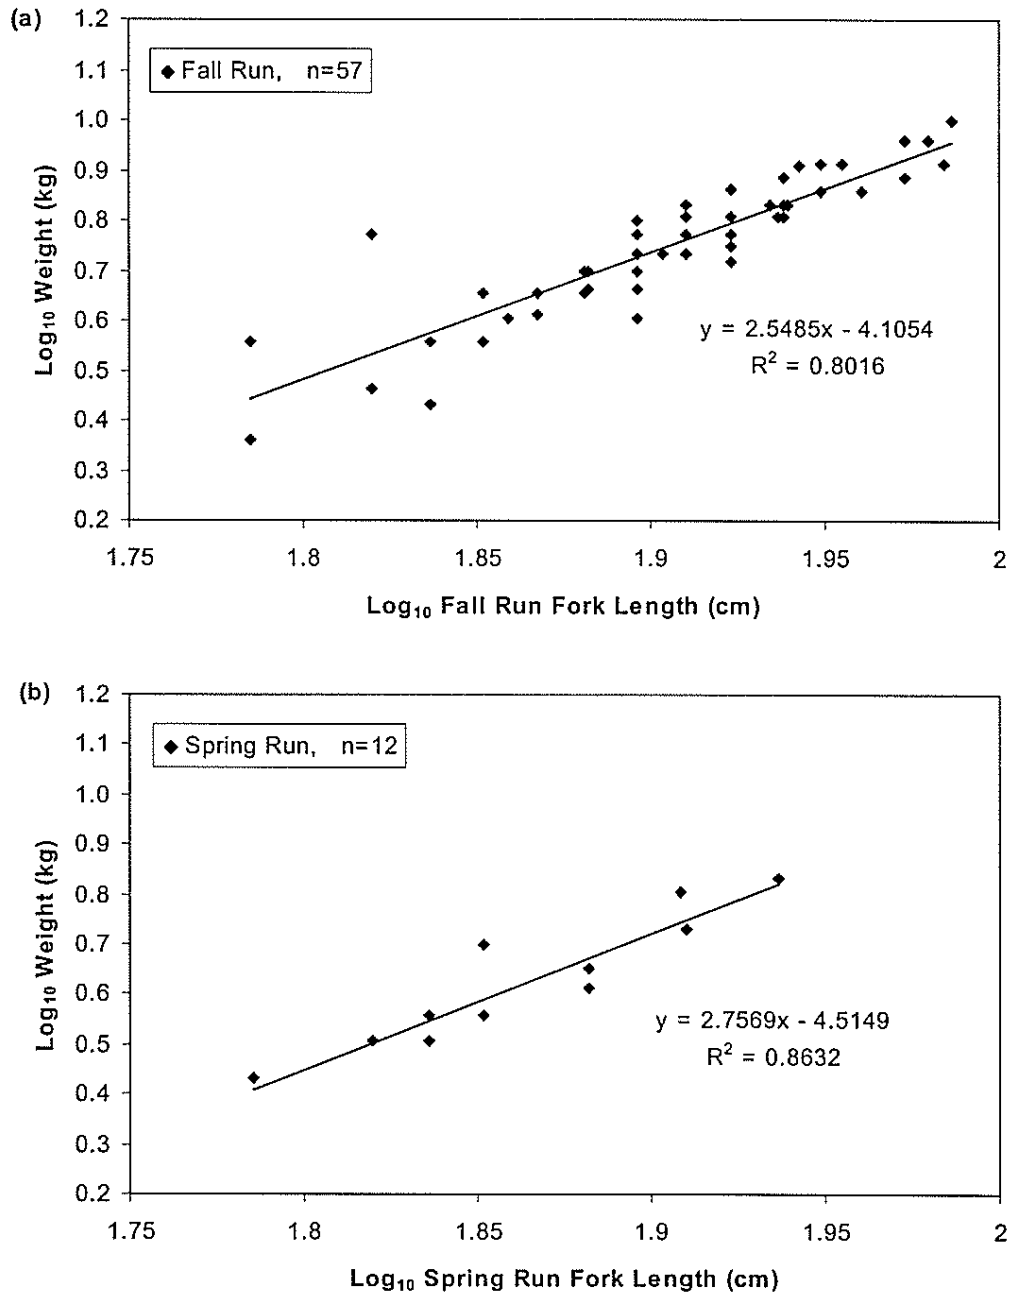 (a)
1.2
1.1
1.0
0.9
0.8
0.7
0.6
0.5
0.4
0.3
0.2
Log10 Weight (kg)
Fall Run, n=57
y = 2.5485x - 4.1054
R2 = 0.8016
1.75 1.8 1.85 1.9 1.95 2
Log10 Fall Run Fork Length (cm)
(b)
1.2
1.1
1.0
0.9
0.8
0.7
0.6
0.5
0.4
0.3
0.2
Log10 Weight (kg)
Spring Run, n=12
y = 2.7569x - 4.5149
R2 = 0.8632
1.75 1.8 1.85 1.9 1.95 2
Log10 Spring Run Fork Length (cm)